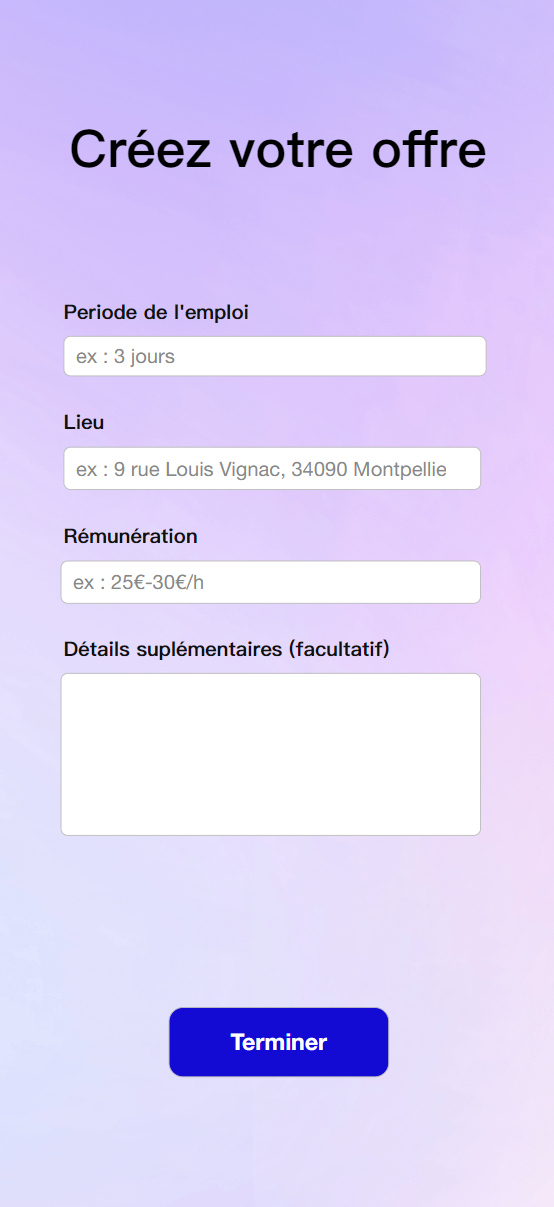 Créez votre offre
Periode de l'emploi
ex : 3 jours
Lieu
ex : 9 rue Louis Vignac, 34090 Montpellie
Rémunération
ex : 25€-30€/h
Détails suplémentaires (facultatif)
Terminer